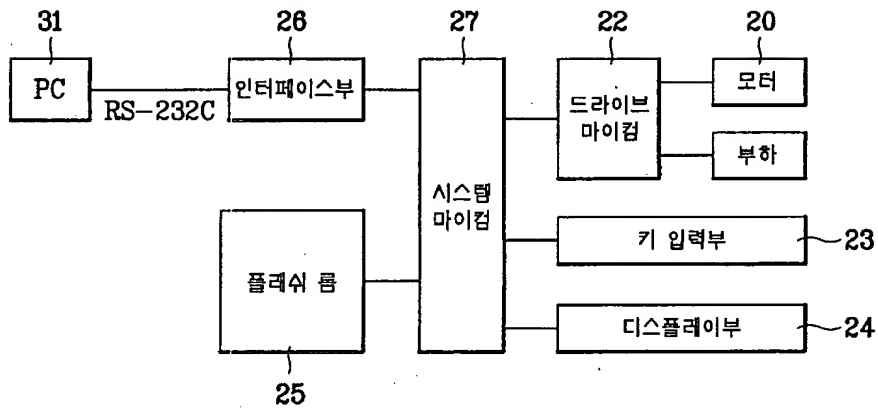 31
26
27
22
20
PC
RS-232C
인터페이스부
시스템
마이컴
드라이브
마이컴
모터
부하
플래쉬 롬
25
키 입력부
23
디스플레이부
24